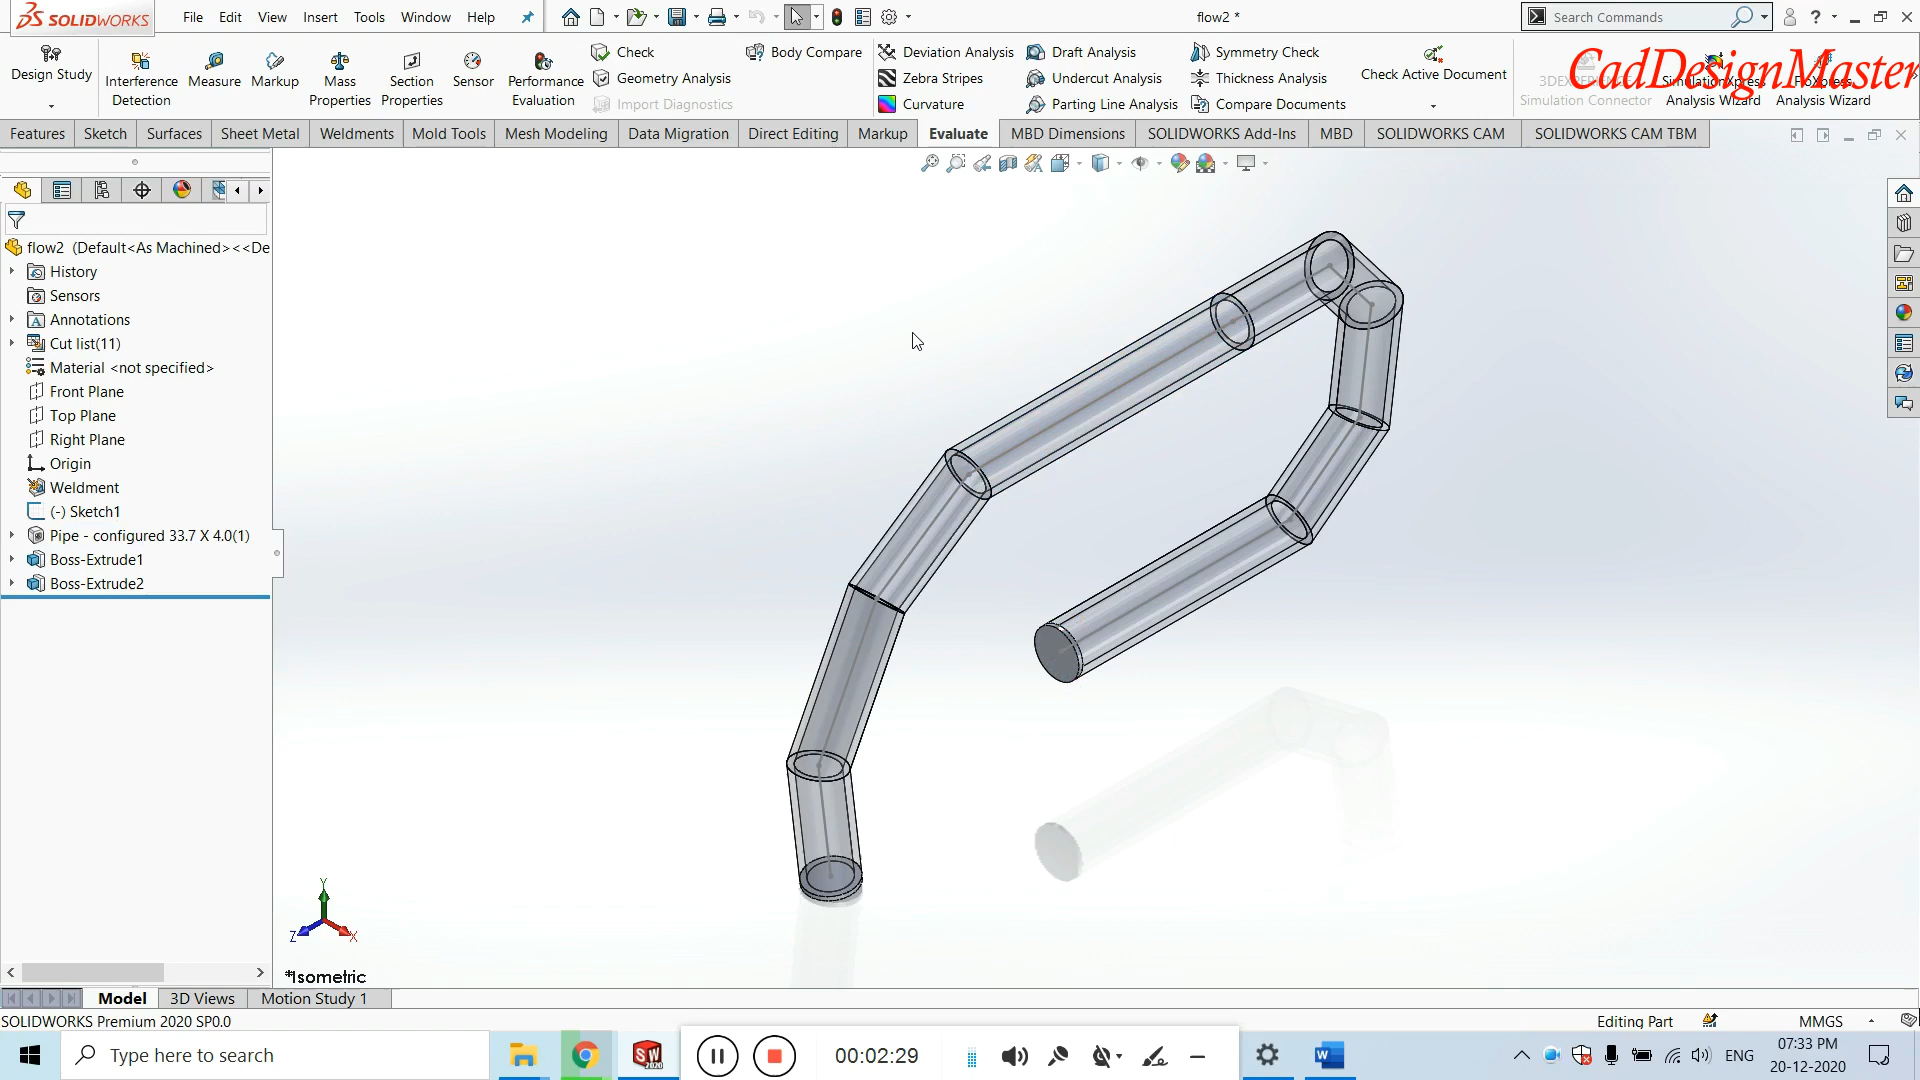 SOLIDWORKS File Edit View Insert Tools Window Help flow2 * Search Commands
Design Study
Interference Detection
Measure
Markup
Mass Properties
Section Properties
Sensor
Performance Evaluation
Check
Geometry Analysis
Import Diagnostics
Body Compare
Deviation Analysis
Zebra Stripes
Curvature
Draft Analysis
Undercut Analysis
Parting Line Analysis
Symmetry Check
Thickness Analysis
Compare Documents
Check Active Document
CadDesignMaster
Simulation Connector
Analysis Wizard
Analysis Wizard
Features Sketch Surfaces Sheet Metal Weldments Mold Tools Mesh Modeling Data Migration Direct Editing Markup Evaluate MBD Dimensions SOLIDWORKS Add-Ins MBD SOLIDWORKS CAM SOLIDWORKS CAM TBM
flow2 (Default<As Machined><<De
History
Sensors
Annotations
Cut list(11)
Material <not specified>
Front Plane
Top Plane
Right Plane
Origin
Weldment
(-) Sketch1
Pipe - configured 33.7 X 4.0(1)
Boss-Extrude1
Boss-Extrude2
Y
Z X
*Isometric
Model 3D Views Motion Study 1
SOLIDWORKS Premium 2020 SP0.0 Editing Part MMGS
Type here to search 00:02:29 ENG 07:33 PM
20-12-2020